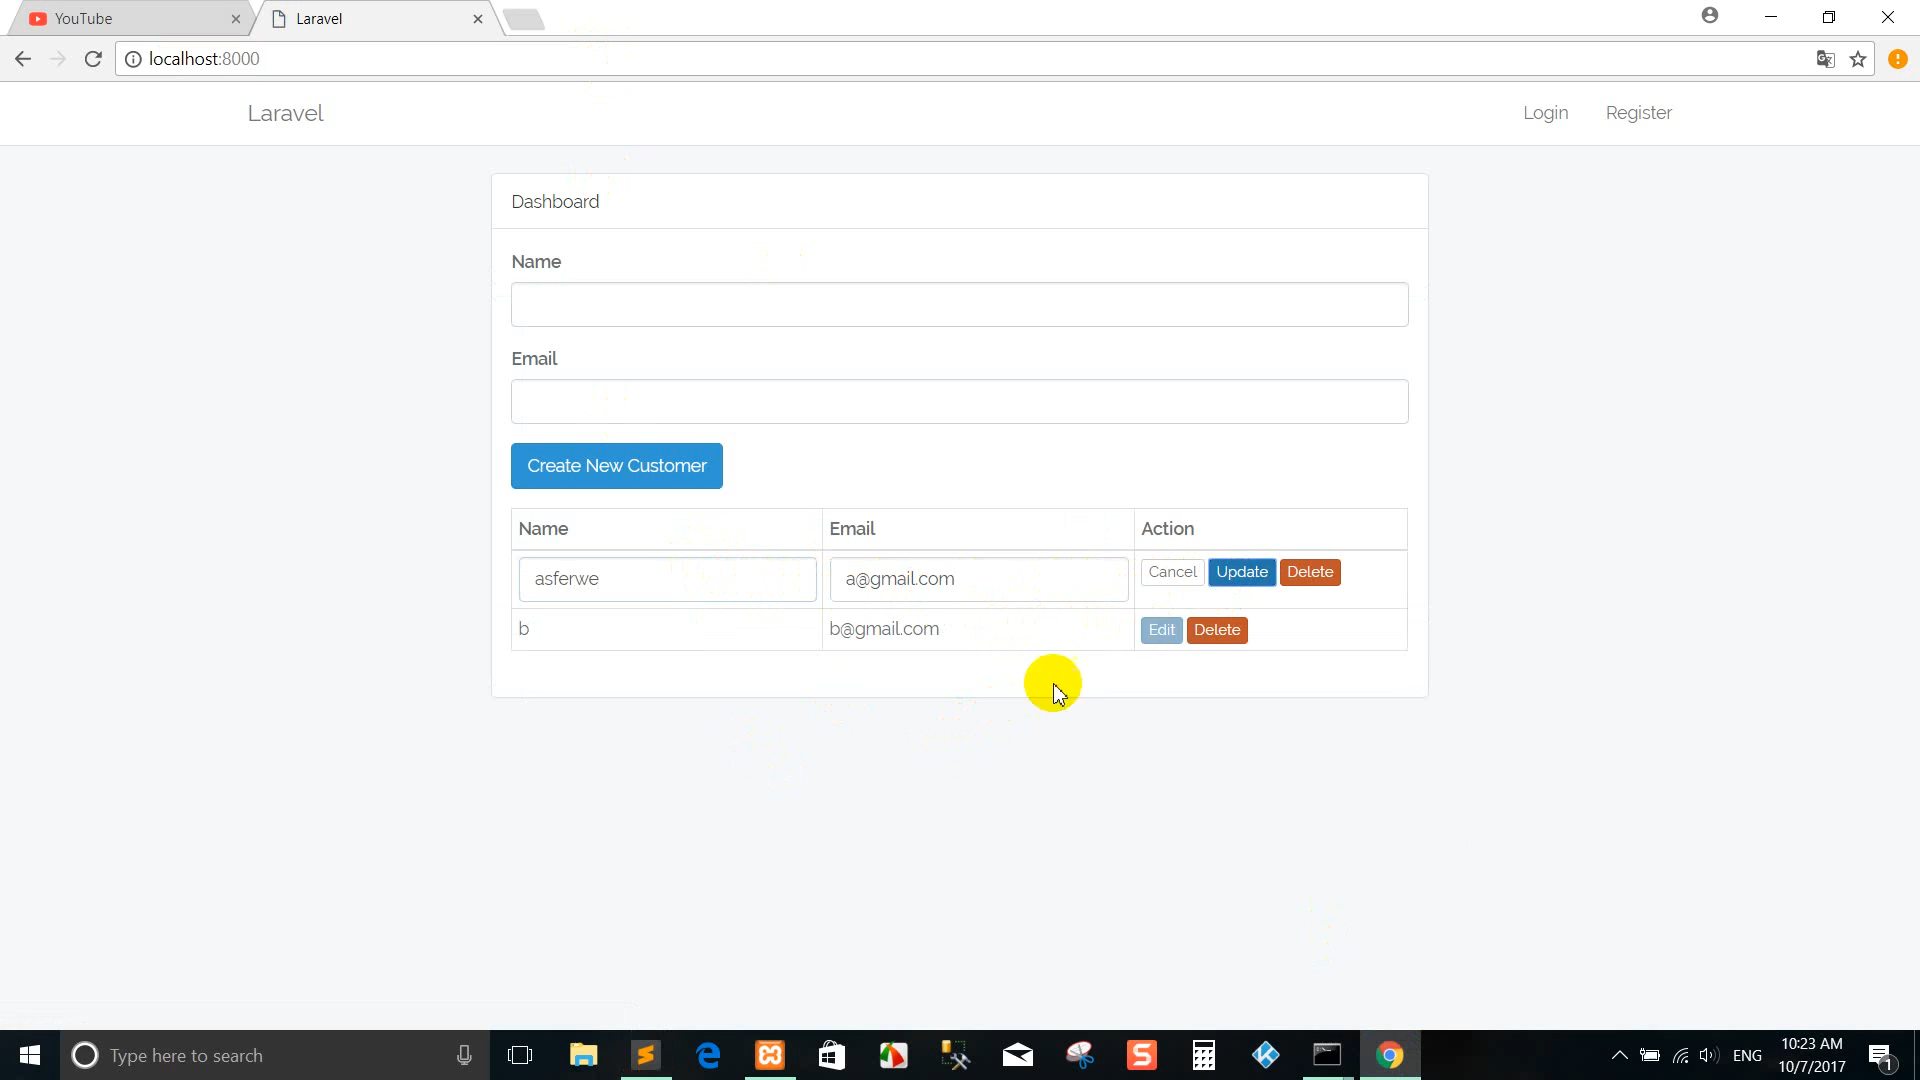 YouTube
Laravel
localhost:8000
Laravel
Login
Register
Dashboard
Name
Email
Create New Customer
Name Email Action
asferwe a@gmail.com Cancel Update Delete
b b@gmail.com Edit Delete
Type here to search
ENG
10:23 AM
10/7/2017
1